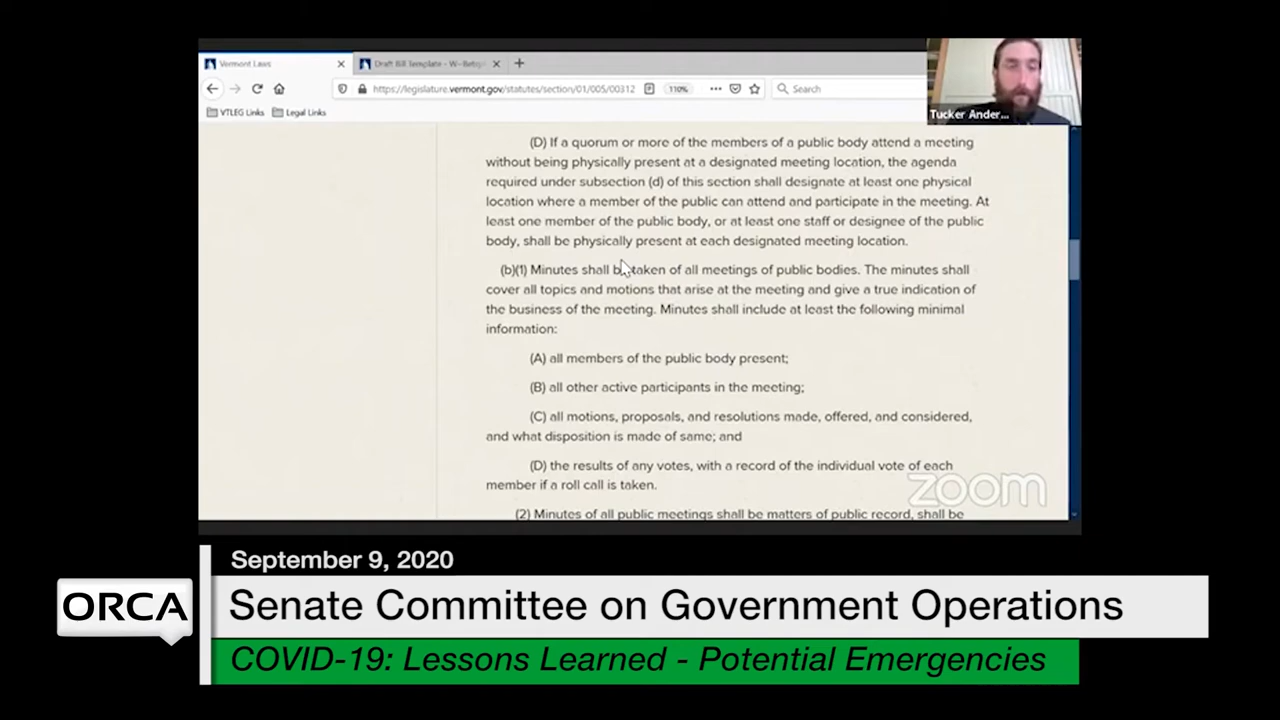 Vermont Laws
Draft Bill Template - W-
https://legislature.vermont.gov/statutes/section/01/005/00312
110%
Search
VTLEG Links
Legal Links
Tucker Ander...
(D) If a quorum or more of the members of a public body attend a meeting
without being physically present at a designated meeting location, the agenda
required under subsection (d) of this section shall designate at least one physical
location where a member of the public can attend and participate in the meeting. At
least one member of the public body, or at least one staff or designee of the public
body, shall be physically present at each designated meeting location.
(b)(1) Minutes shall be taken of all meetings of public bodies. The minutes shall
cover all topics and motions that arise at the meeting and give a true indication of
the business of the meeting. Minutes shall include at least the following minimal
information:
(A) all members of the public body present;
(B) all other active participants in the meeting;
(C) all motions, proposals, and resolutions made, offered, and considered,
and what disposition is made of same; and
(D) the results of any votes, with a record of the individual vote of each
member if a roll call is taken.
(2) Minutes of all public meetings shall be matters of public record, shall be
zoom
September 9, 2020
ORCA
Senate Committee on Government Operations
COVID-19: Lessons Learned - Potential Emergencies